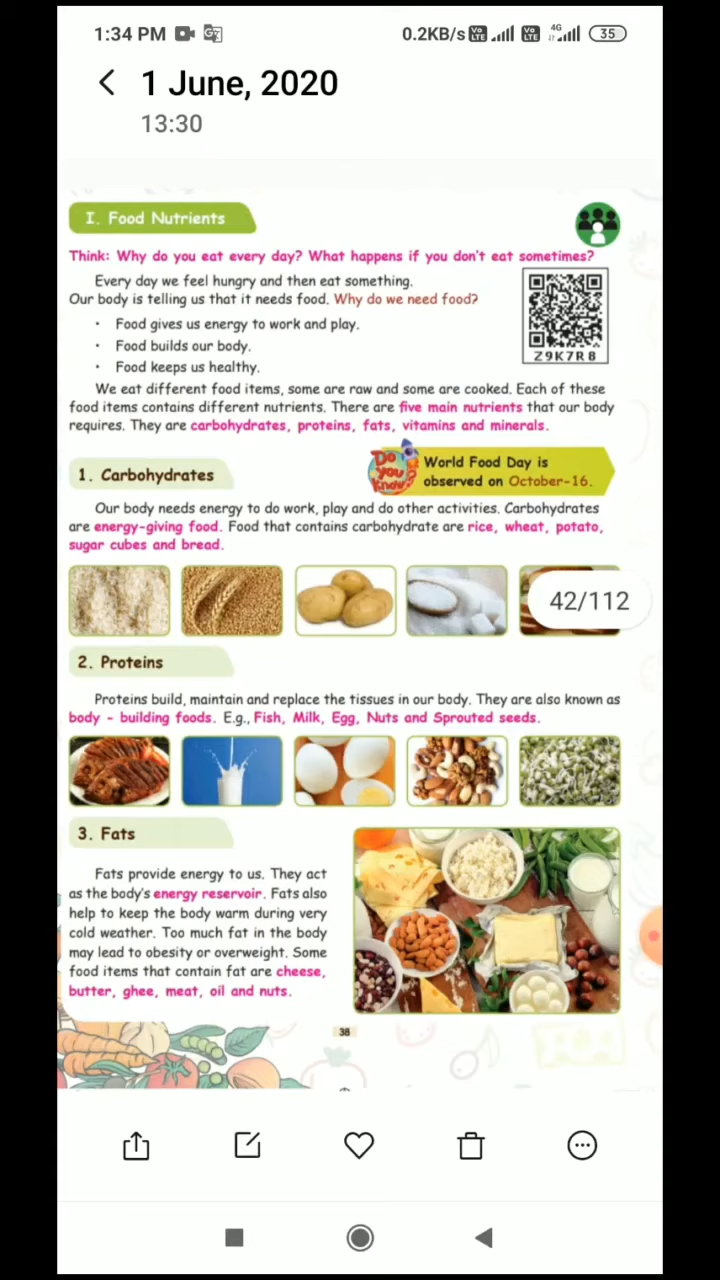 1:34 PM
0.2KB/s Vo LTE Vo LTE 4G 35
1 June, 2020
13:30
I. Food Nutrients
Think: Why do you eat every day? What happens if you don't eat sometimes?
Every day we feel hungry and then eat something.
Our body is telling us that it needs food. Why do we need food?
• Food gives us energy to work and play.
• Food builds our body.
• Food keeps us healthy.
Z9K7R8
We eat different food items, some are raw and some are cooked. Each of these
food items contains different nutrients. There are five main nutrients that our body
requires. They are carbohydrates, proteins, fats, vitamins and minerals.
1. Carbohydrates
Do you know?
World Food Day is
observed on October-16.
Our body needs energy to do work, play and do other activities. Carbohydrates
are energy-giving food. Food that contains carbohydrate are rice, wheat, potato,
sugar cubes and bread.
42/112
2. Proteins
Proteins build, maintain and replace the tissues in our body. They are also known as
body - building foods. E.g., Fish, Milk, Egg, Nuts and Sprouted seeds.
3. Fats
Fats provide energy to us. They act
as the body's energy reservoir. Fats also
help to keep the body warm during very
cold weather. Too much fat in the body
may lead to obesity or overweight. Some
food items that contain fat are cheese,
butter, ghee, meat, oil and nuts.
38